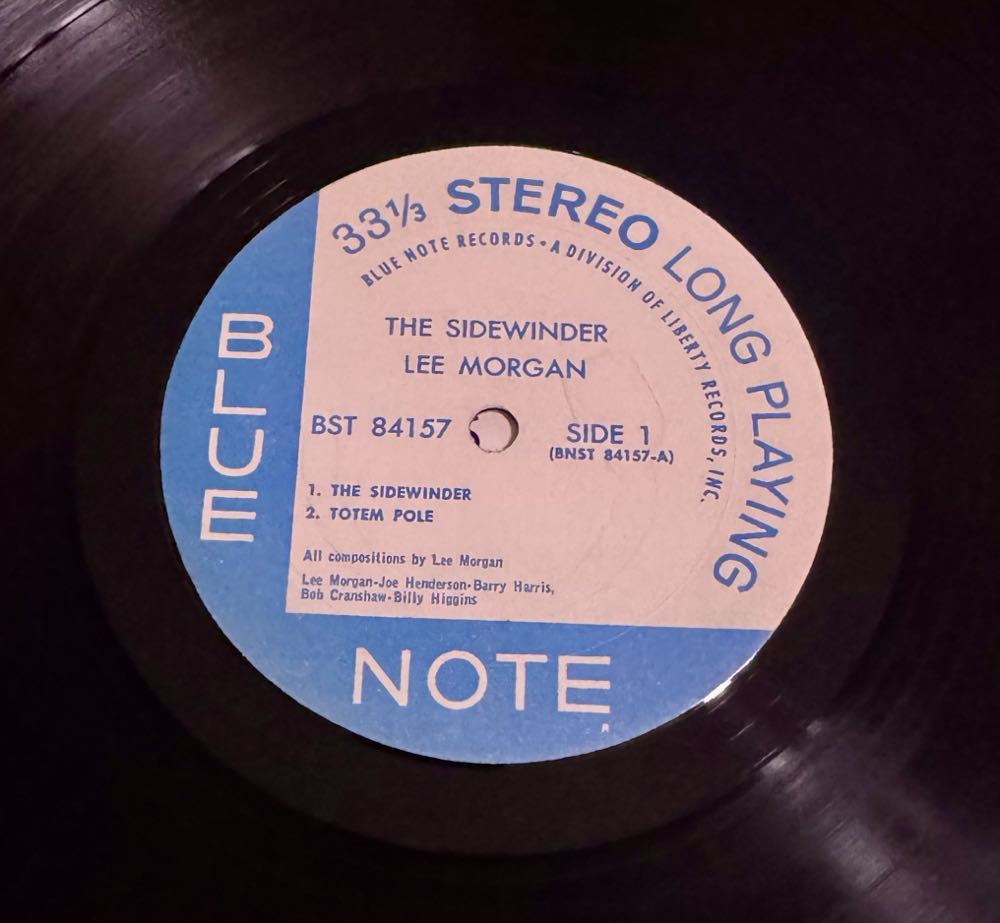 33⅓ STEREO LONG PLAYING
BLUE NOTE RECORDS • A DIVISION OF LIBERTY RECORDS, INC.
THE SIDEWINDER
LEE MORGAN
BST 84157
SIDE 1
(BNST 84157-A)
1. THE SIDEWINDER
2. TOTEM POLE
All compositions by Lee Morgan
Lee Morgan-Joe Henderson-Barry Harris,
Bob Cranshaw-Billy Higgins
BLUE
NOTE
R